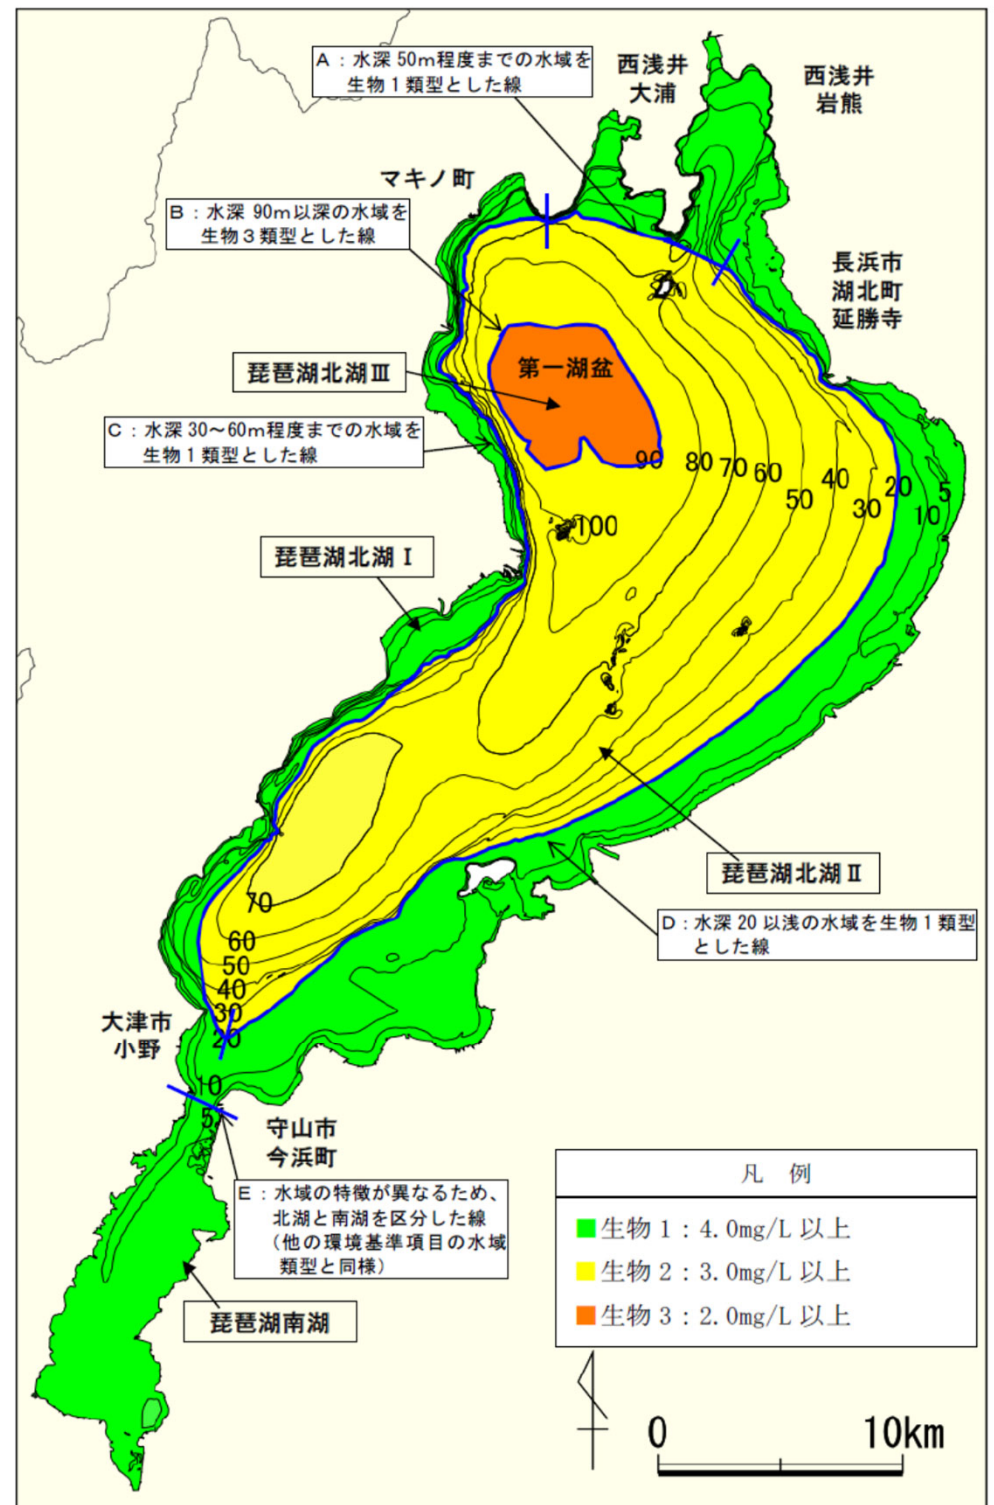 A：水深50m程度までの水域を
生物1類型とした線
西浅井
大浦
西浅井
岩熊
マキノ町
B：水深 90m以深の水域を
生物3類型とした線
長浜市
湖北町
延勝寺
琵琶湖北湖Ⅲ
第一湖盆
C：水深 30～60m程度までの水域を
生物1類型とした線
90
80
70
60
50
40
30
20
10
5
100
琵琶湖北湖Ⅰ
琵琶湖北湖Ⅱ
D：水深 20 以浅の水域を生物1類型
とした線
70
60
50
40
30
20
10
5
大津市
小野
守山市
今浜町
E：水域の特徴が異なるため、
北湖と南湖を区分した線
（他の環境基準項目の水域
類型と同様）
琵琶湖南湖
凡 例
生物 1：4.0mg/L 以上
生物 2：3.0mg/L 以上
生物 3：2.0mg/L 以上
0
10km